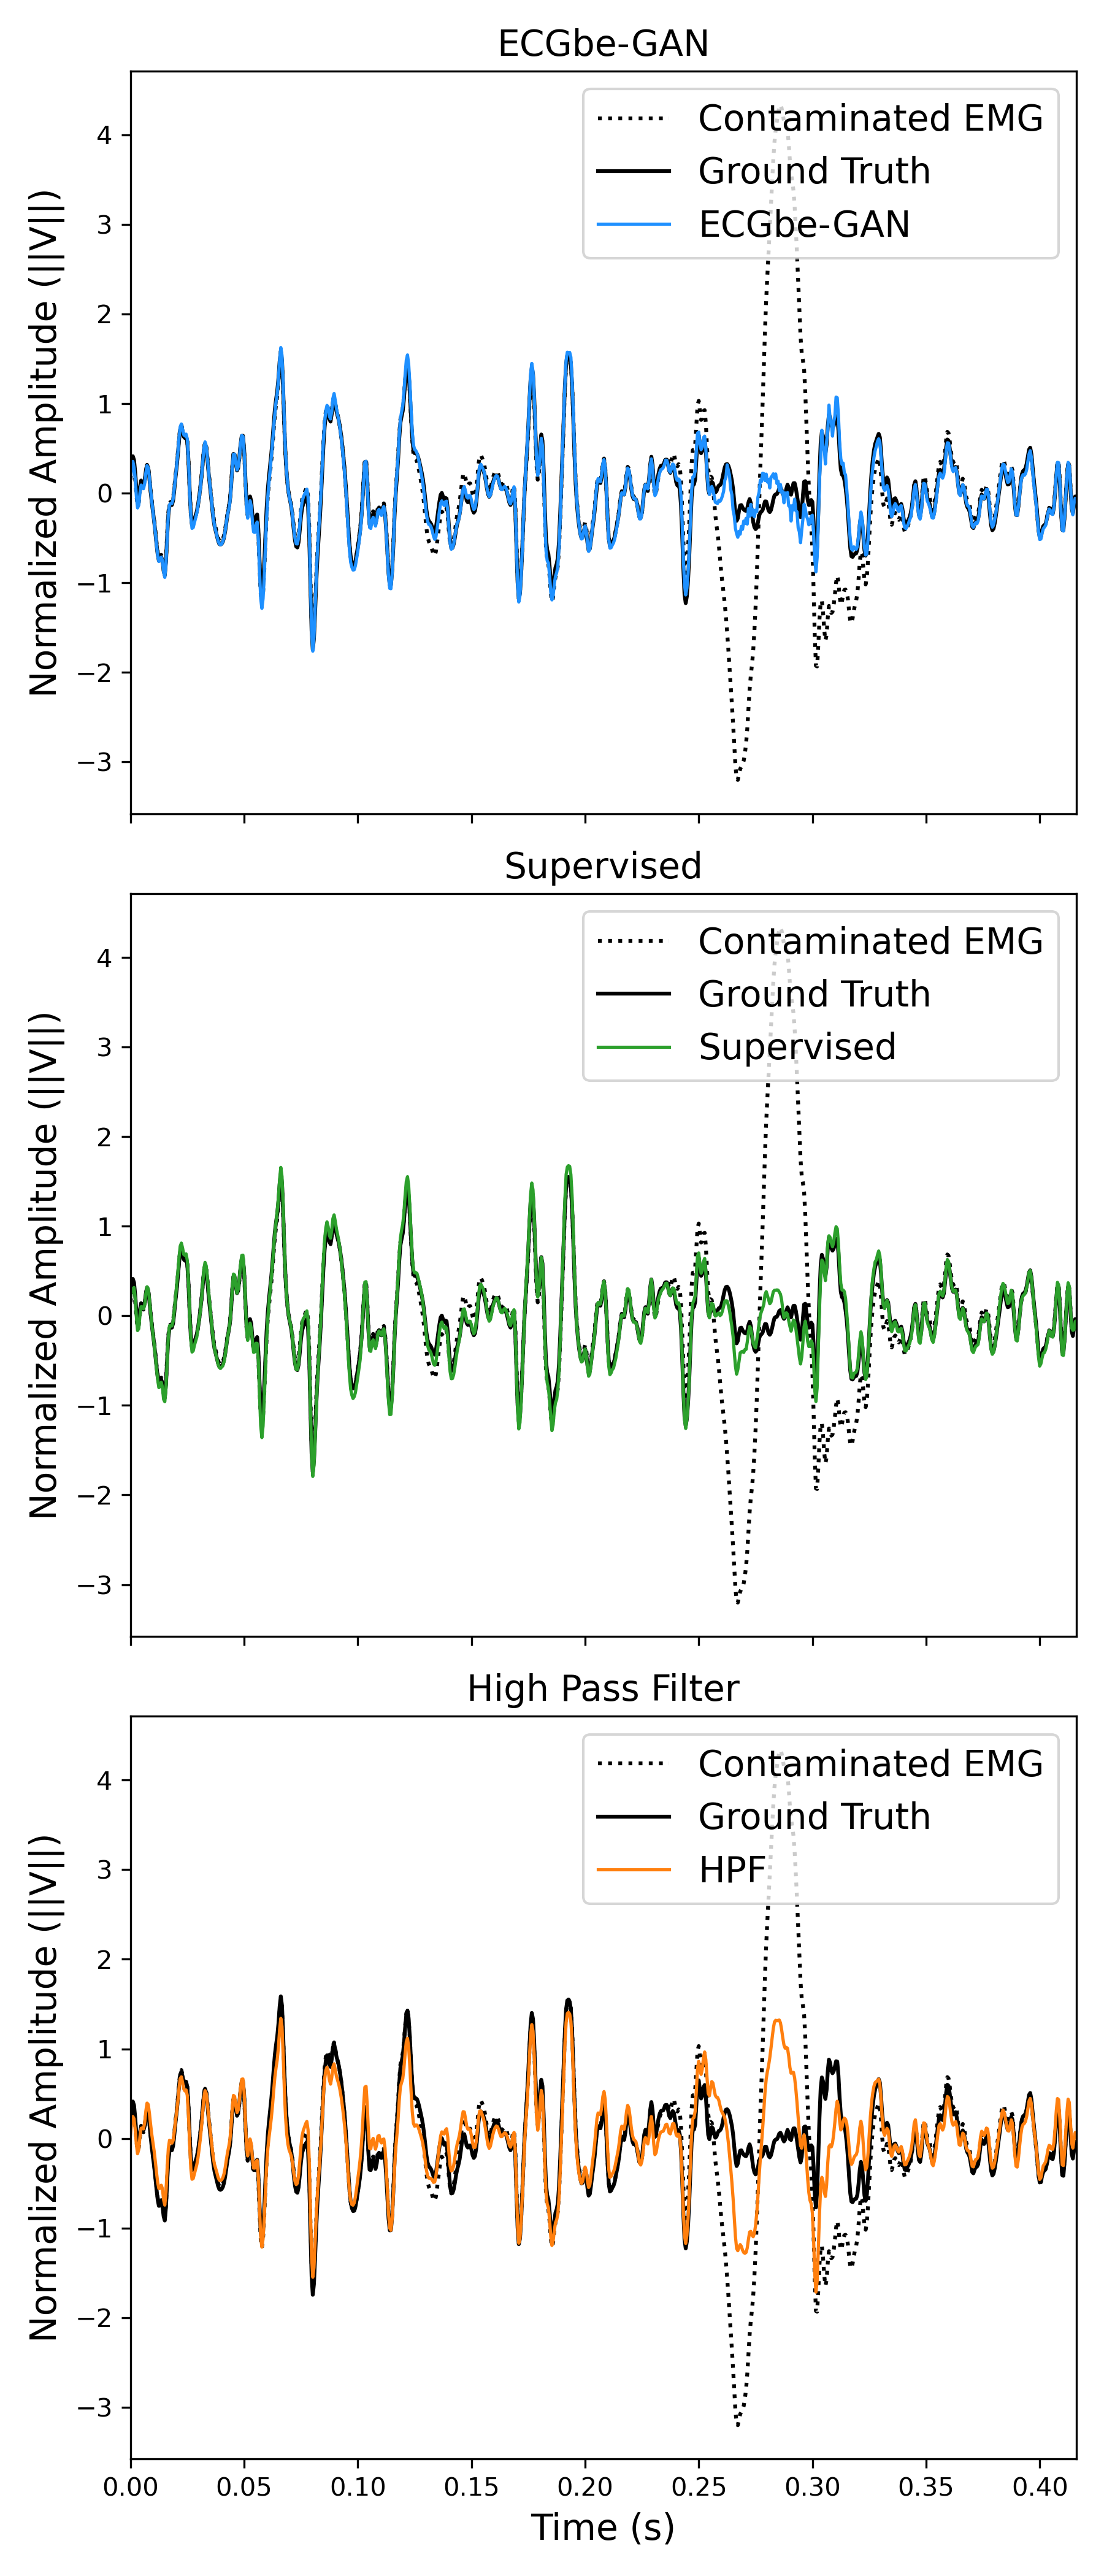 ECGbe-GAN
Normalized Amplitude (||V||)
4
3
2
1
0
−1
−2
−3
Contaminated EMG
Ground Truth
ECGbe-GAN
Supervised
Normalized Amplitude (||V||)
4
3
2
1
0
−1
−2
−3
Contaminated EMG
Ground Truth
Supervised
High Pass Filter
Normalized Amplitude (||V||)
4
3
2
1
0
−1
−2
−3
Contaminated EMG
Ground Truth
HPF
0.00 0.05 0.10 0.15 0.20 0.25 0.30 0.35 0.40
Time (s)